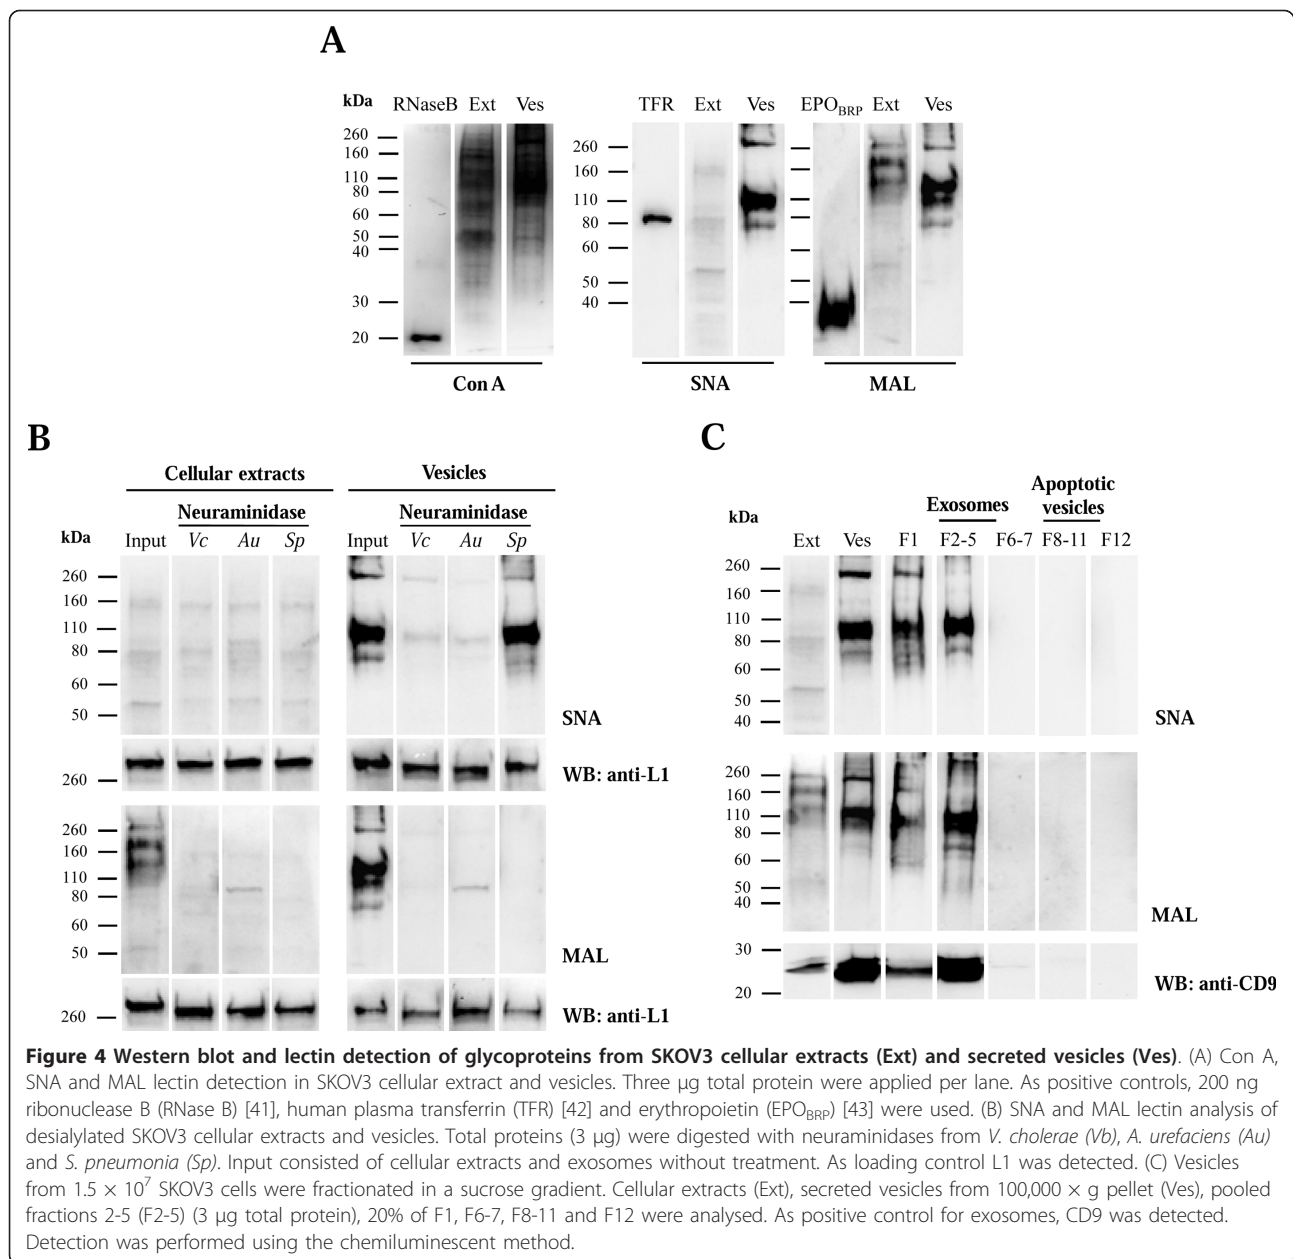 A
kDa RNaseB Ext Ves TFR Ext Ves EPO_BRP Ext Ves
260
160
110
80
60
50
40
30
20
260
160
110
80
60
50
40
Con A SNA MAL
B
Cellular extracts Vesicles
Neuraminidase Neuraminidase
kDa Input Vc Au Sp Input Vc Au Sp
260
160
110
80
60
50
SNA
260
WB: anti-L1
260
160
110
80
60
50
MAL
260
WB: anti-L1
C
Exosomes Apoptotic
vesicles
kDa Ext Ves F1 F2-5 F6-7 F8-11 F12
260
160
110
80
60
50
40
SNA
260
160
110
80
60
50
40
MAL
30
20
WB: anti-CD9
Figure 4 Western blot and lectin detection of glycoproteins from SKOV3 cellular extracts (Ext) and secreted vesicles (Ves). (A) Con A,
SNA and MAL lectin detection in SKOV3 cellular extract and vesicles. Three μg total protein were applied per lane. As positive controls, 200 ng
ribonuclease B (RNase B) [41], human plasma transferrin (TFR) [42] and erythropoietin (EPO_BRP) [43] were used. (B) SNA and MAL lectin analysis of
desialylated SKOV3 cellular extracts and vesicles. Total proteins (3 μg) were digested with neuraminidases from V. cholerae (Vb), A. urefaciens (Au)
and S. pneumonia (Sp). Input consisted of cellular extracts and exosomes without treatment. As loading control L1 was detected. (C) Vesicles
from 1.5 × 10⁷ SKOV3 cells were fractionated in a sucrose gradient. Cellular extracts (Ext), secreted vesicles from 100,000 × g pellet (Ves), pooled
fractions 2-5 (F2-5) (3 μg total protein), 20% of F1, F6-7, F8-11 and F12 were analysed. As positive control for exosomes, CD9 was detected.
Detection was performed using the chemiluminescent method.